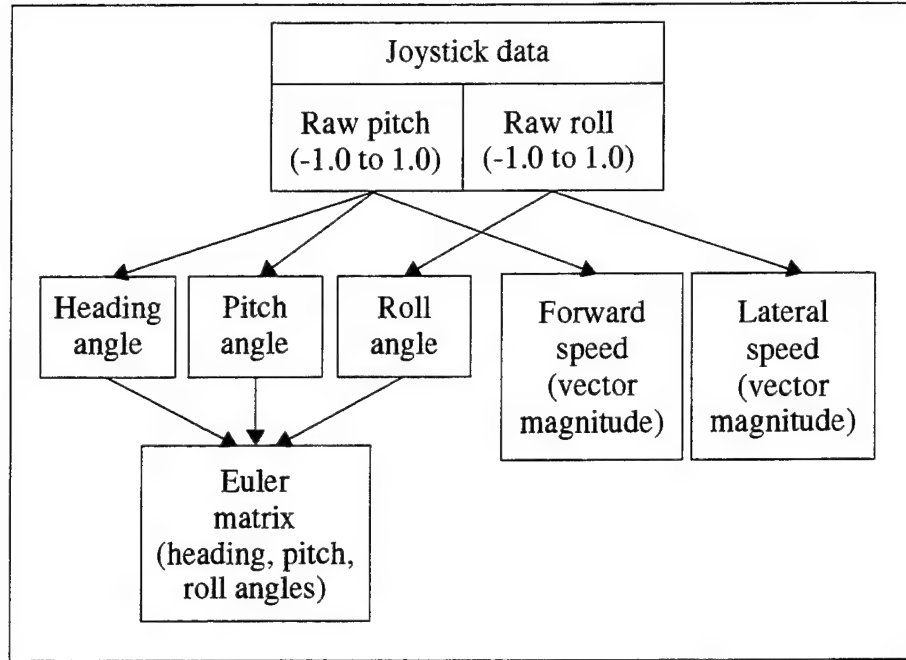 Joystick data
Raw pitch
(-1.0 to 1.0)
Raw roll
(-1.0 to 1.0)
Heading
angle
Pitch
angle
Roll
angle
Forward
speed
(vector
magnitude)
Lateral
speed
(vector
magnitude)
Euler
matrix
(heading, pitch,
roll angles)